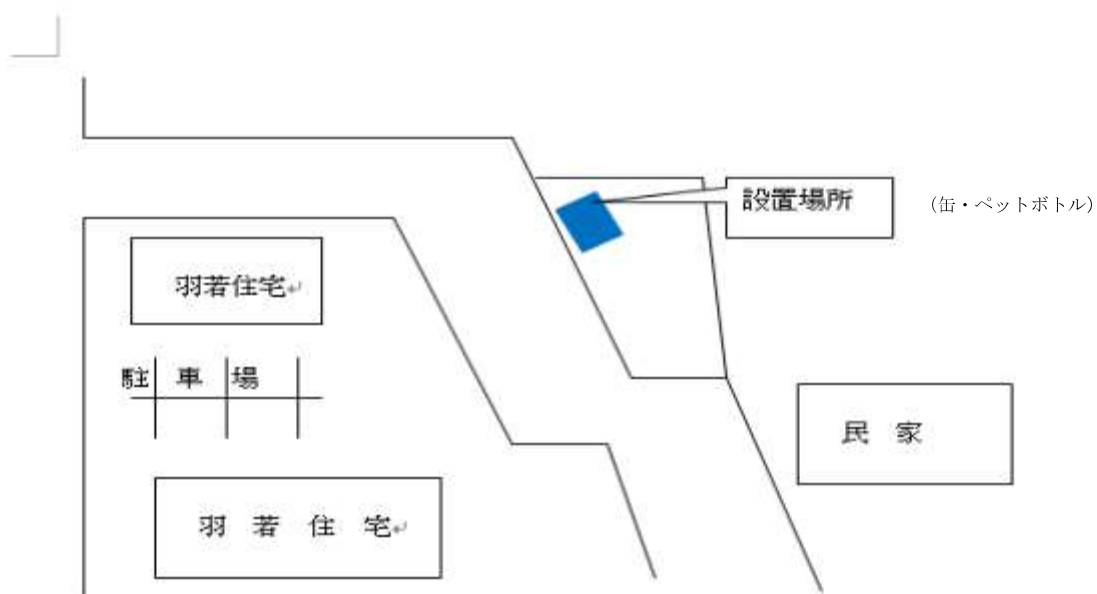 設置場所
(缶・ペットボトル)
羽若住宅
駐 車 場
民 家
羽 若 住 宅